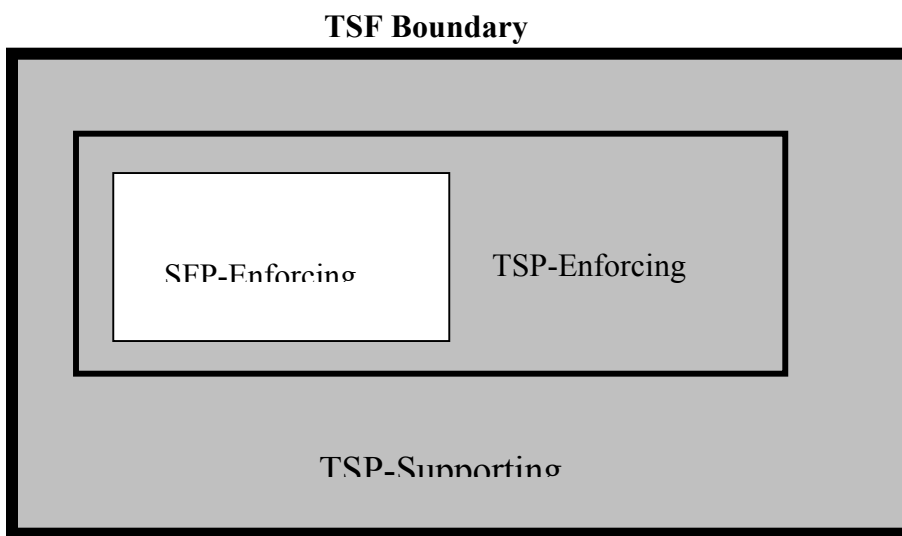 TSF Boundary
SFP-Enforcing
TSP-Enforcing
TSP-Supporting